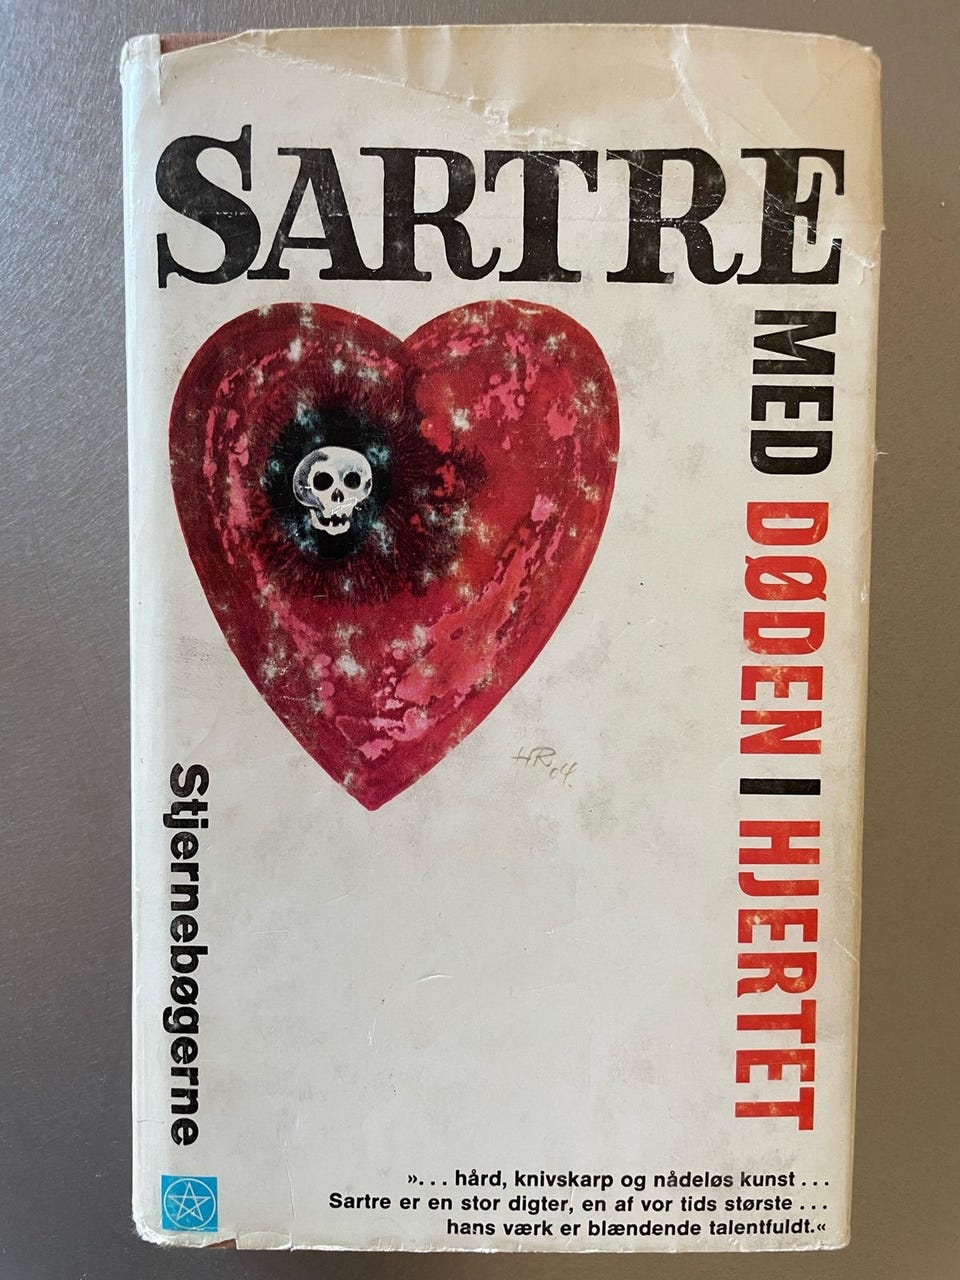 SARTRE
MED DØDEN I HJERTET
Stjernebøgerne
»... hård, knivskarp og nådeløs kunst ...
Sartre er en stor digter, en af vor tids største ...
hans værk er blændende talentfuldt.«